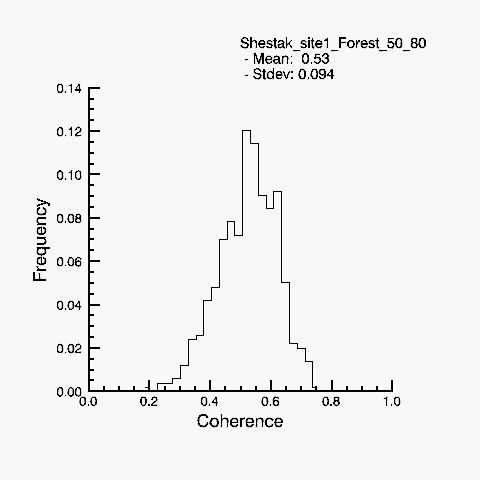 Shestak_site1_Forest_50_80
- Mean: 0.53
- Stdev: 0.094
0.14
0.12
0.10
0.08
0.06
0.04
0.02
0.00
Frequency
0.0 0.2 0.4 0.6 0.8 1.0
Coherence